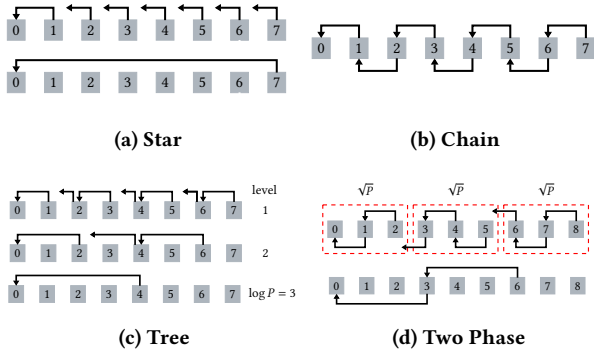 0 1 2 3 4 5 6 7
0 1 2 3 4 5 6 7
(a) Star
0 1 2 3 4 5 6 7
(b) Chain
level
0 1 2 3 4 5 6 7 1
0 1 2 3 4 5 6 7 2
0 1 2 3 4 5 6 7 log P = 3
(c) Tree
√P √P √P
0 1 2 3 4 5 6 7 8
0 1 2 3 4 5 6 7 8
(d) Two Phase